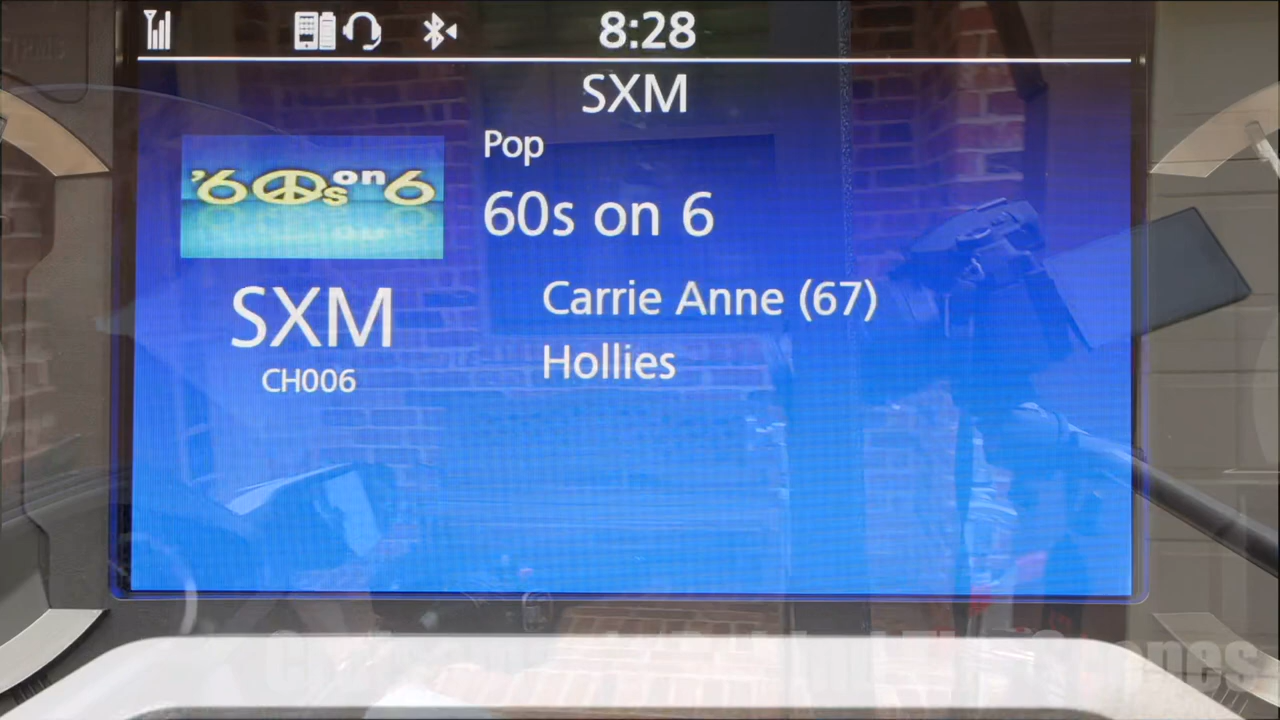 8:28
SXM
Pop
'60s on 6
60s on 6
SXM
CH006
Carrie Anne (67)
Hollies